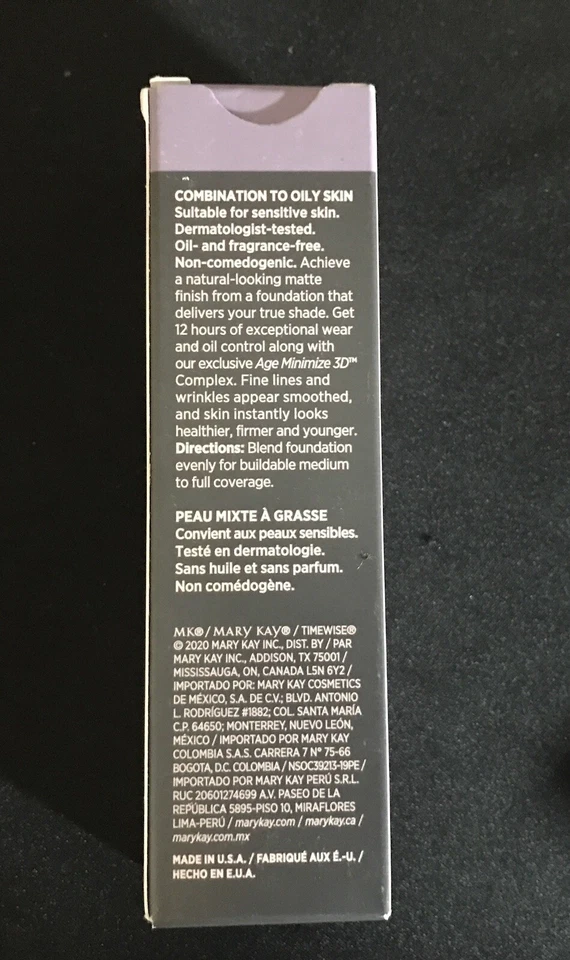 COMBINATION TO OILY SKIN
Suitable for sensitive skin.
Dermatologist-tested.
Oil- and fragrance-free.
Non-comedogenic. Achieve
a natural-looking matte
finish from a foundation that
delivers your true shade. Get
12 hours of exceptional wear
and oil control along with
our exclusive Age Minimize 3D™
Complex. Fine lines and
wrinkles appear smoothed,
and skin instantly looks
healthier, firmer and younger.
Directions: Blend foundation
evenly for buildable medium
to full coverage.
PEAU MIXTE À GRASSE
Convient aux peaux sensibles.
Testé en dermatologie.
Sans huile et sans parfum.
Non comédogène.
MK® / MARY KAY® / TIMEWISE®
© 2020 MARY KAY INC., DIST. BY / PAR
MARY KAY INC., ADDISON, TX 75001 /
MISSISSAUGA, ON, CANADA L5N 6Y2 /
IMPORTADO POR: MARY KAY COSMETICS
DE MÉXICO, S.A. DE C.V.; BLVD. ANTONIO
L. RODRÍGUEZ #1882; COL. SANTA MARÍA
C.P. 64650; MONTERREY, NUEVO LEÓN,
MÉXICO / IMPORTADO POR MARY KAY
COLOMBIA S.A.S. CARRERA 7 N° 75-66
BOGOTA, D.C. COLOMBIA / NSOC39213-19PE /
IMPORTADO POR MARY KAY PERÚ S.R.L.
RUC 20601274699 A.V. PASEO DE LA
REPÚBLICA 5895-PISO 10, MIRAFLORES
LIMA-PERÚ / marykay.com / marykay.ca /
marykay.com.mx
MADE IN U.S.A. / FABRIQUÉ AUX É.-U. /
HECHO EN E.U.A.